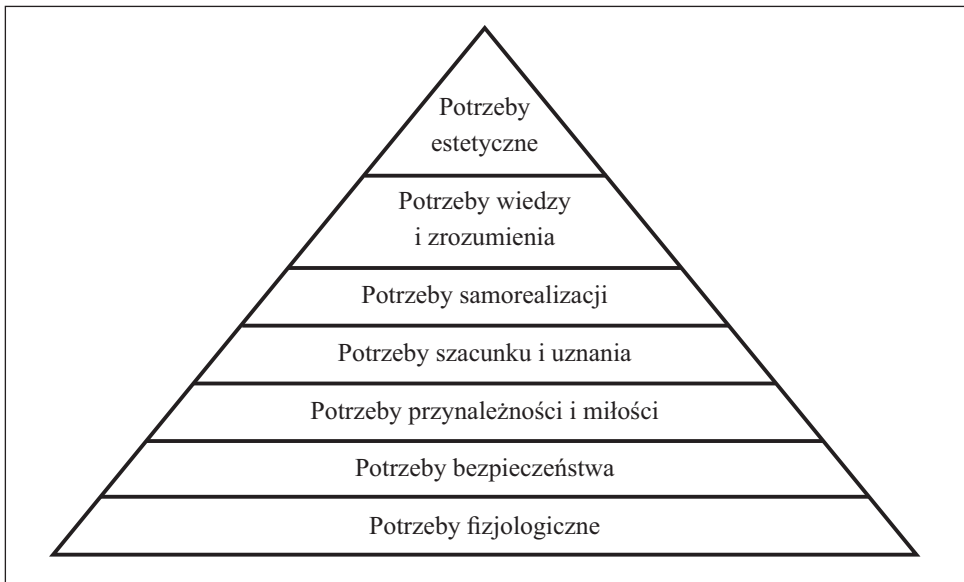 Potrzeby
estetyczne
Potrzeby wiedzy
i zrozumienia
Potrzeby samorealizacji
Potrzeby szacunku i uznania
Potrzeby przynależności i miłości
Potrzeby bezpieczeństwa
Potrzeby fizjologiczne